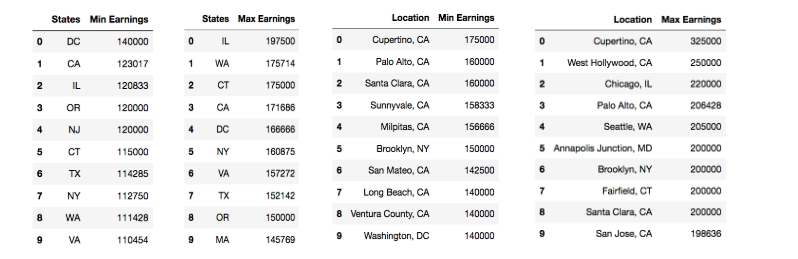 States Min Earnings
0 DC 140000
1 CA 123017
2 IL 120833
3 OR 120000
4 NJ 120000
5 CT 115000
6 TX 114285
7 NY 112750
8 WA 111428
9 VA 110454
States Max Earnings
0 IL 197500
1 WA 175714
2 CT 175000
3 CA 171686
4 DC 166666
5 NY 160875
6 VA 157272
7 TX 152142
8 OR 150000
9 MA 145769
Location Min Earnings
0 Cupertino, CA 175000
1 Palo Alto, CA 160000
2 Santa Clara, CA 160000
3 Sunnyvale, CA 158333
4 Milpitas, CA 156666
5 Brooklyn, NY 150000
6 San Mateo, CA 142500
7 Long Beach, CA 140000
8 Ventura County, CA 140000
9 Washington, DC 140000
Location Max Earnings
0 Cupertino, CA 325000
1 West Hollywood, CA 250000
2 Chicago, IL 220000
3 Palo Alto, CA 206428
4 Seattle, WA 205000
5 Annapolis Junction, MD 200000
6 Brooklyn, NY 200000
7 Fairfield, CT 200000
8 Santa Clara, CA 200000
9 San Jose, CA 198636